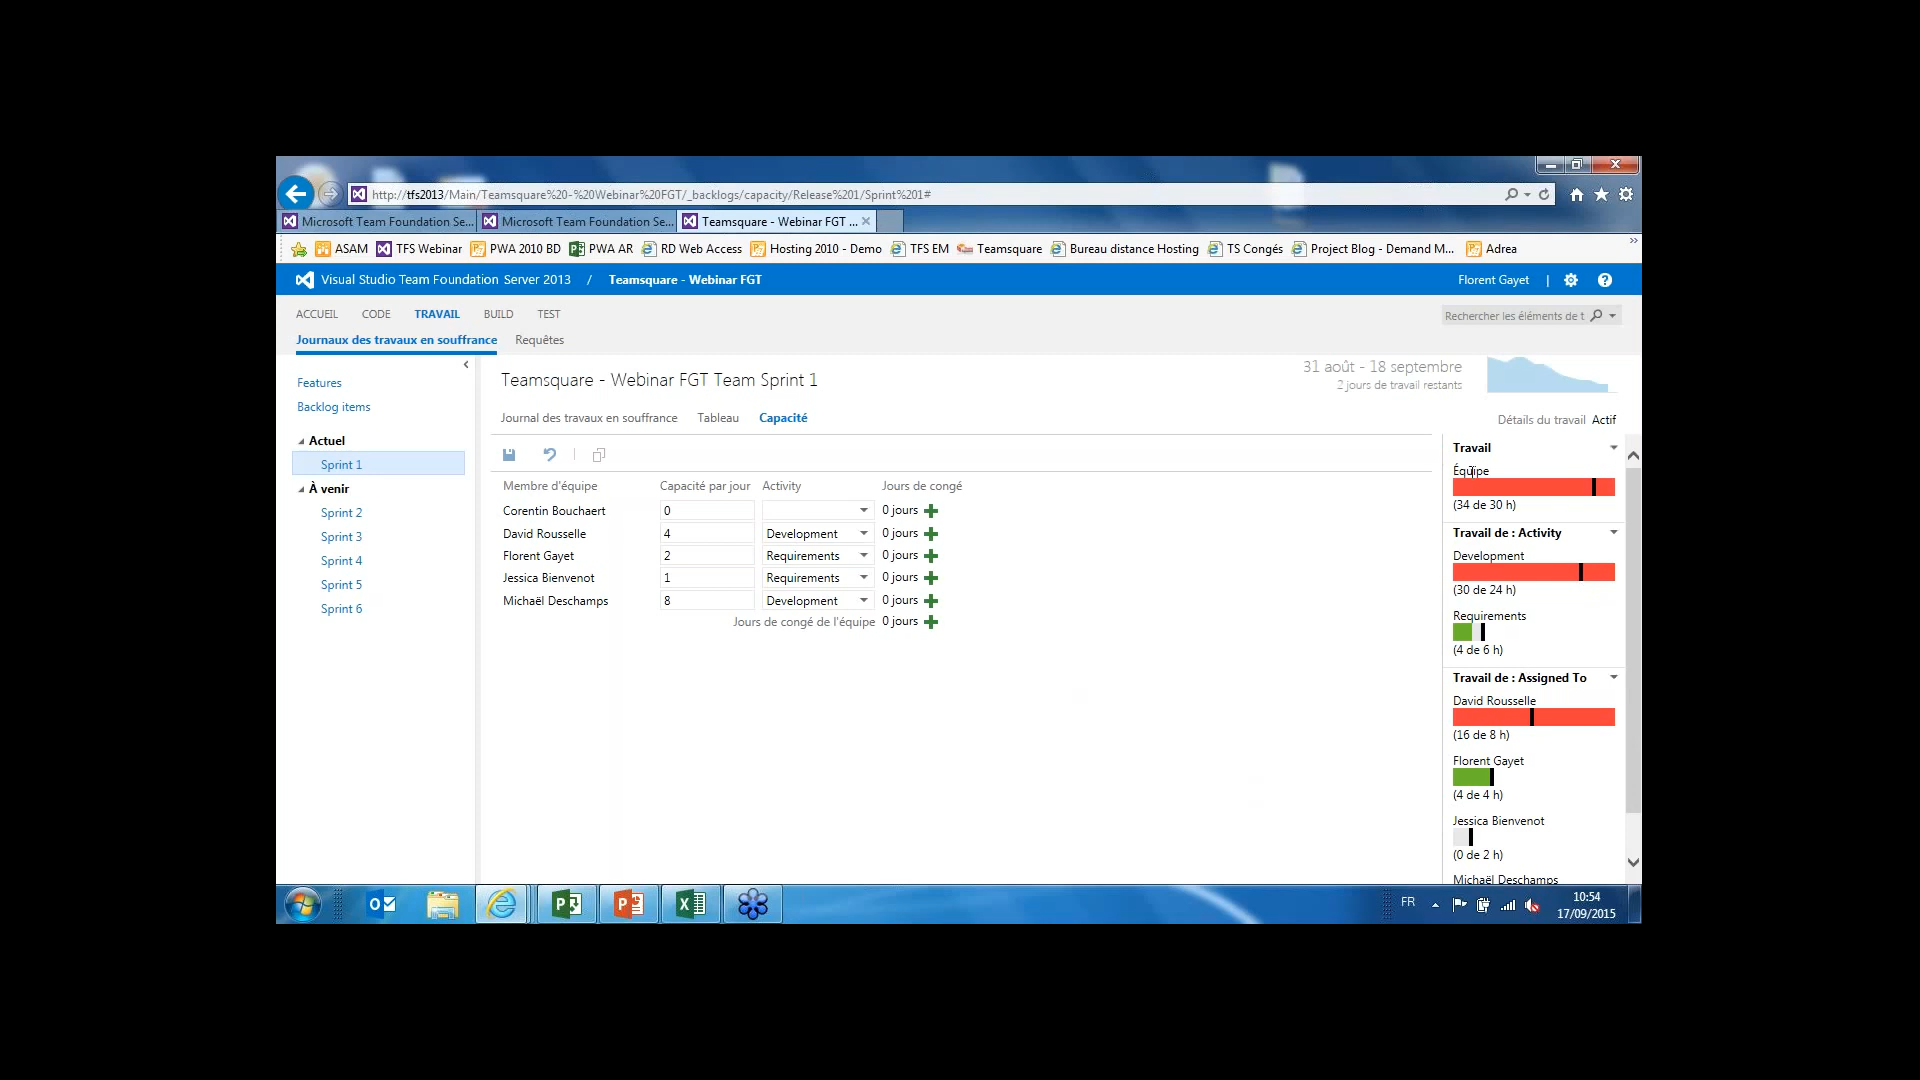 http://tfs2013/Main/Teamsquare%20-%20Webinar%20FGT/_backlogs/capacity/Release%201/Sprint%201#
Microsoft Team Foundation Se... Microsoft Team Foundation Se... Teamsquare - Webinar FGT ...
ASAM TFS Webinar PWA 2010 BD PWA AR RD Web Access Hosting 2010 - Demo TFS EM Teamsquare Bureau distance Hosting TS Congés Project Blog - Demand M... Adrea
Visual Studio Team Foundation Server 2013 / Teamsquare - Webinar FGT Florent Gayet |
ACCUEIL CODE TRAVAIL BUILD TEST
Rechercher les éléments de t
Journaux des travaux en souffrance Requêtes
Features
Backlog items
Actuel
Sprint 1
À venir
Sprint 2
Sprint 3
Sprint 4
Sprint 5
Sprint 6
Teamsquare - Webinar FGT Team Sprint 1
31 août - 18 septembre
2 jours de travail restants
Journal des travaux en souffrance Tableau Capacité
Détails du travail Actif
Membre d'équipe Capacité par jour Activity Jours de congé
Corentin Bouchaert 0 0 jours
David Rousselle 4 Development 0 jours
Florent Gayet 2 Requirements 0 jours
Jessica Bienvenot 1 Requirements 0 jours
Michaël Deschamps 8 Development 0 jours
Jours de congé de l'équipe 0 jours
Travail
Équipe
(34 de 30 h)
Travail de : Activity
Development
(30 de 24 h)
Requirements
(4 de 6 h)
Travail de : Assigned To
David Rousselle
(16 de 8 h)
Florent Gayet
(4 de 4 h)
Jessica Bienvenot
(0 de 2 h)
Michaël Deschamps
FR
10:54
17/09/2015